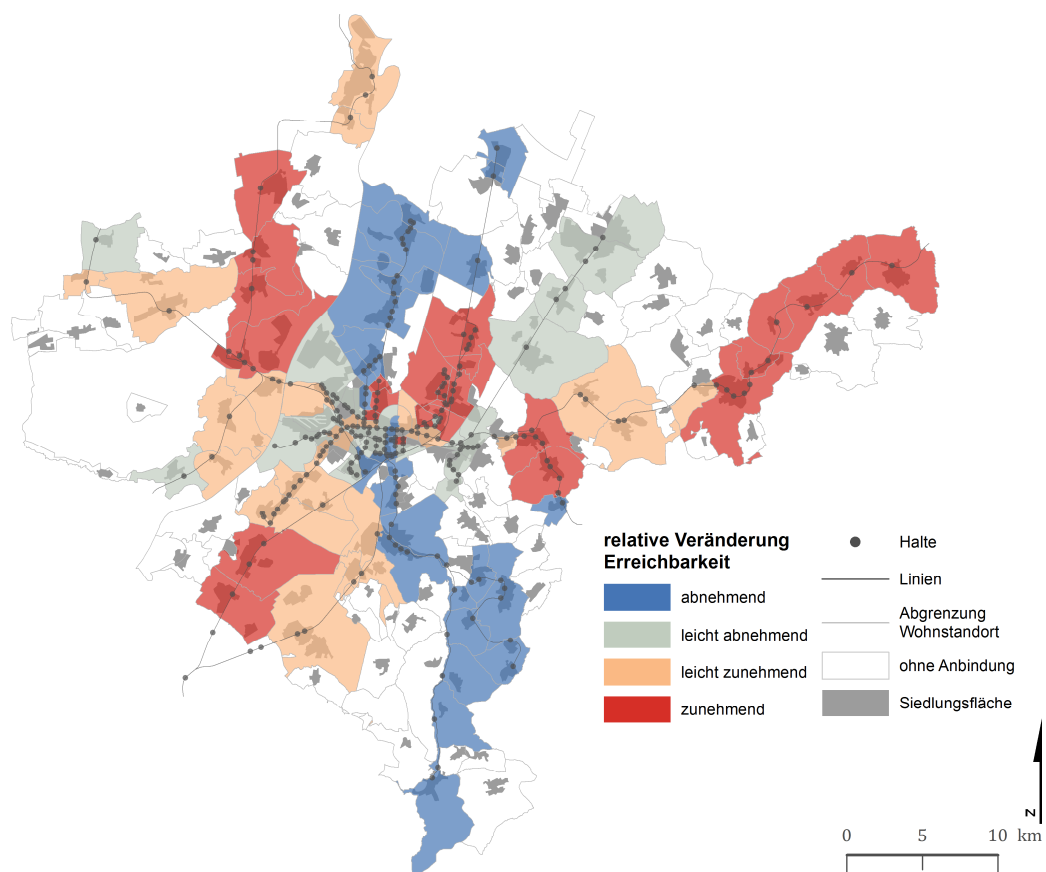 relative Veränderung
Erreichbarkeit
abnehmend
leicht abnehmend
leicht zunehmend
zunehmend
Halte
Linien
Abgrenzung
Wohnstandort
ohne Anbindung
Siedlungsfläche
N
0 5 10 km